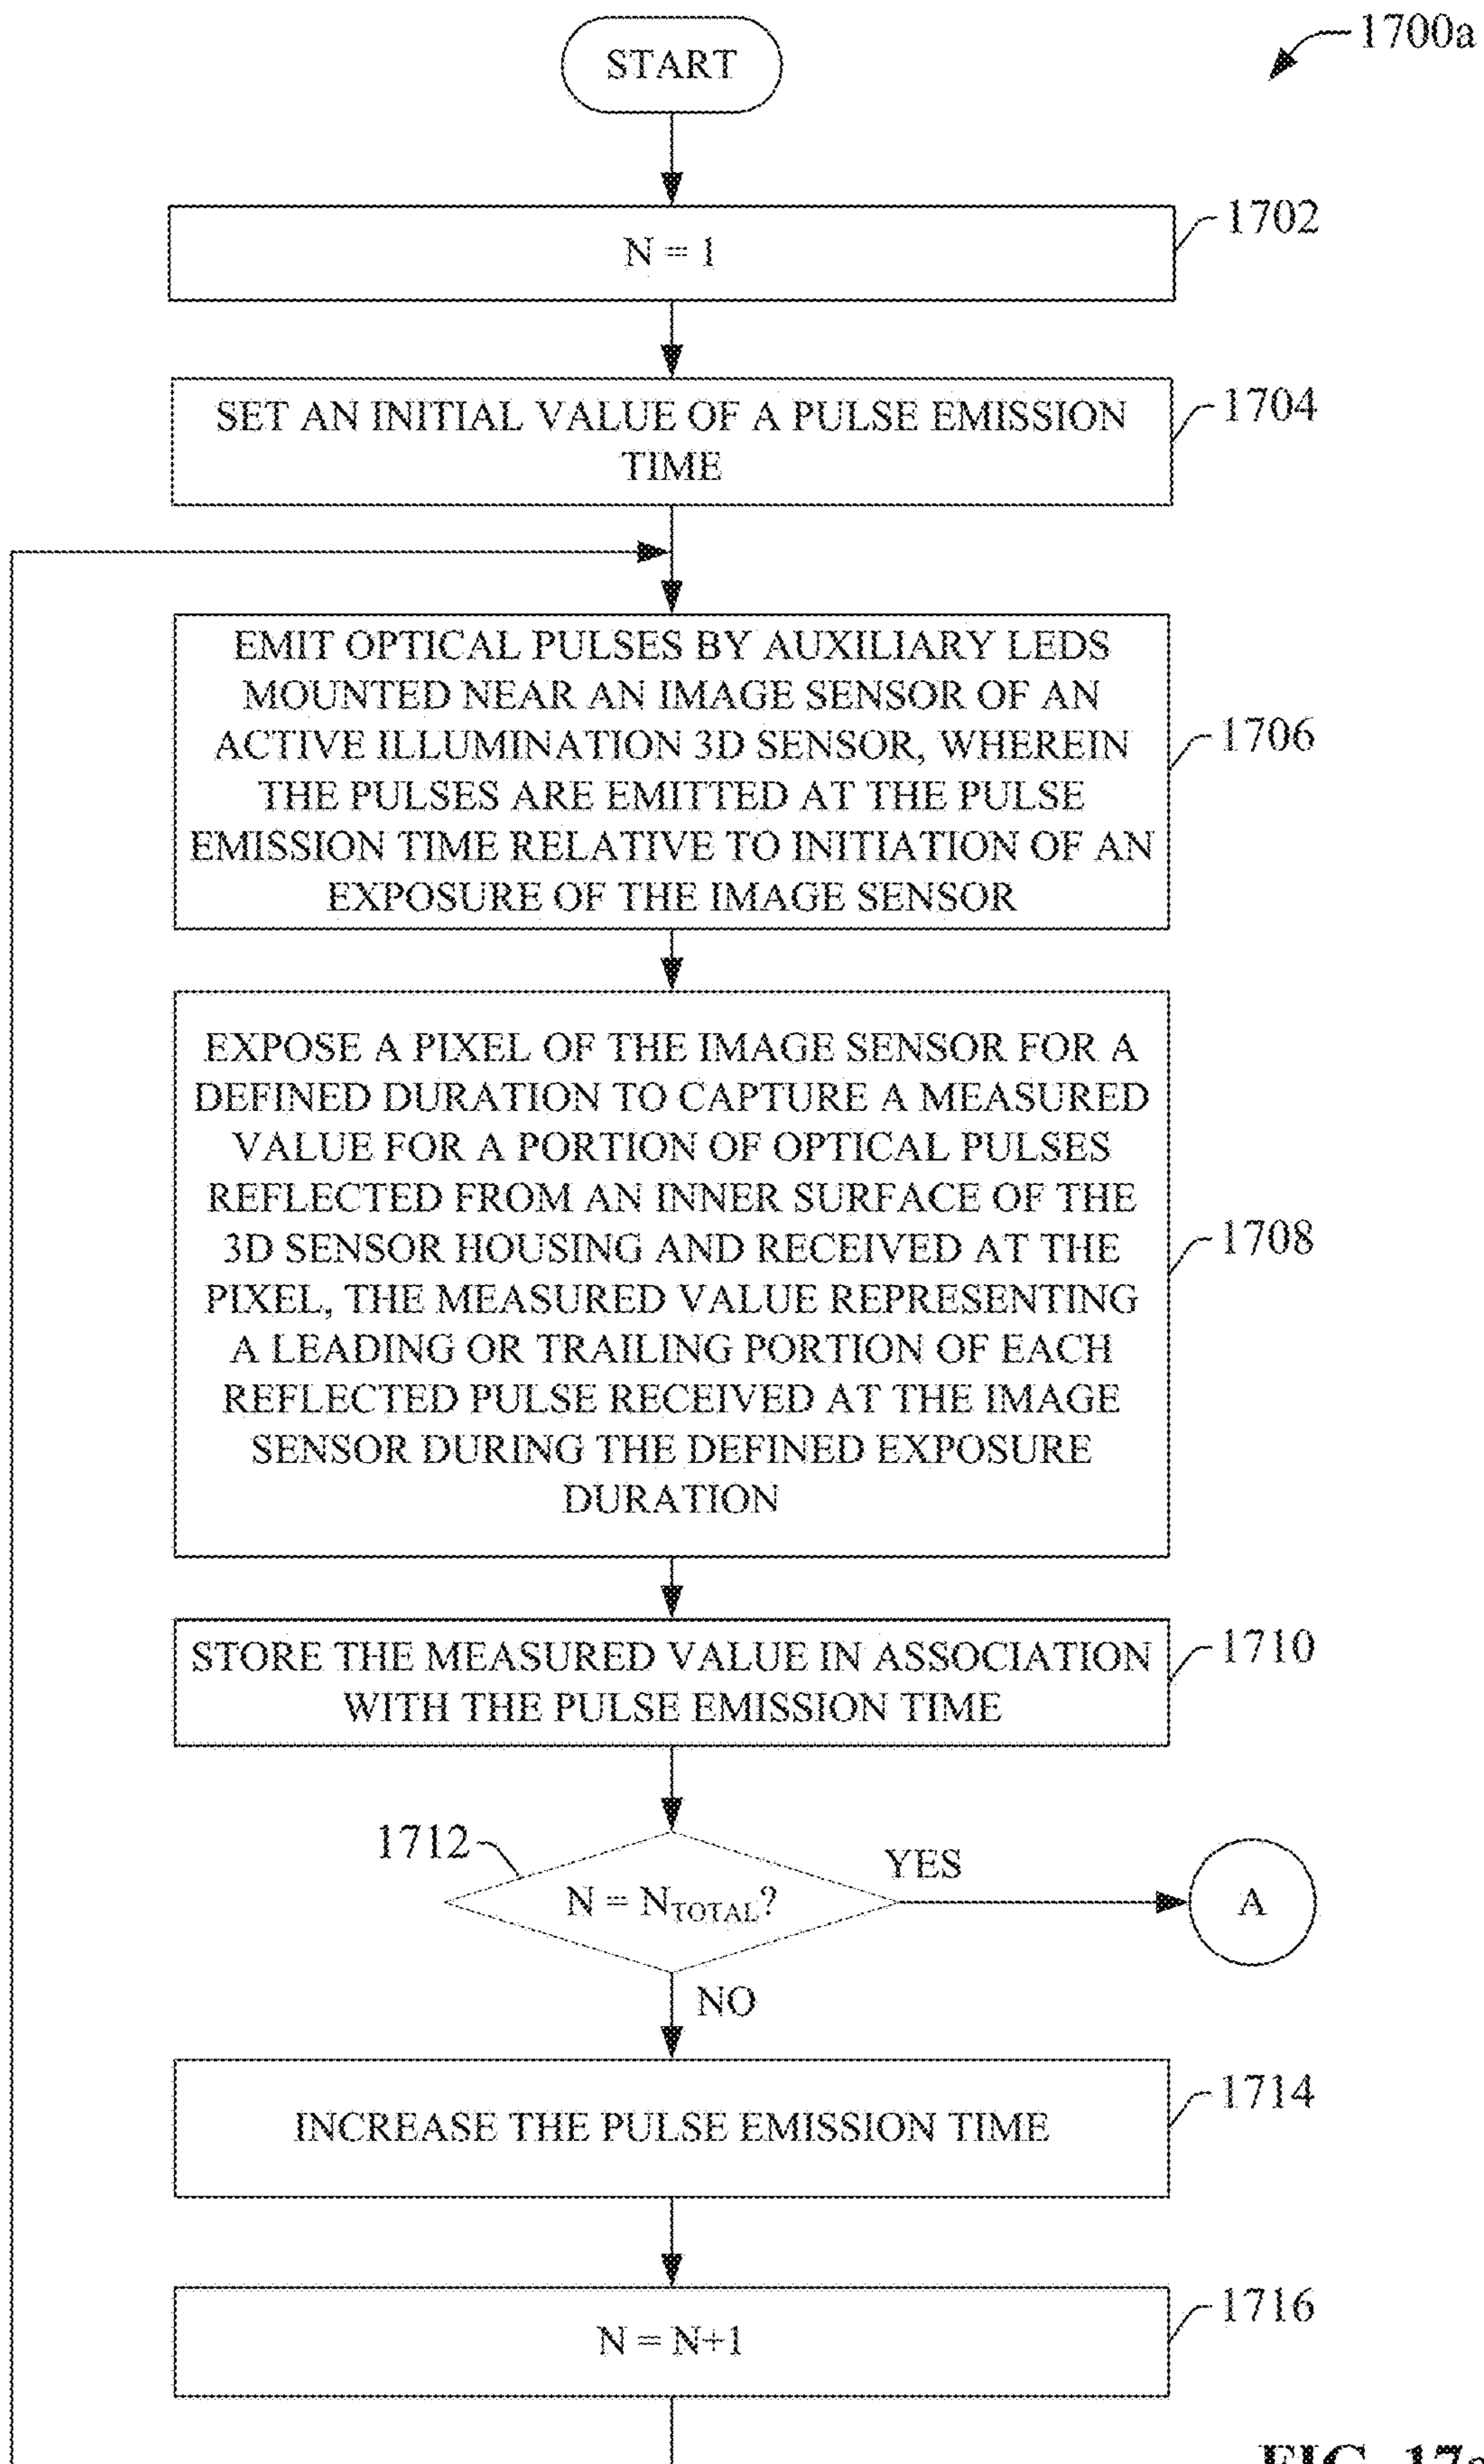 START
1700a
N = 1
1702
SET AN INITIAL VALUE OF A PULSE EMISSION
TIME
1704
EMIT OPTICAL PULSES BY AUXILIARY LEDS
MOUNTED NEAR AN IMAGE SENSOR OF AN
ACTIVE ILLUMINATION 3D SENSOR, WHEREIN
THE PULSES ARE EMITTED AT THE PULSE
EMISSION TIME RELATIVE TO INITIATION OF AN
EXPOSURE OF THE IMAGE SENSOR
1706
EXPOSE A PIXEL OF THE IMAGE SENSOR FOR A
DEFINED DURATION TO CAPTURE A MEASURED
VALUE FOR A PORTION OF OPTICAL PULSES
REFLECTED FROM AN INNER SURFACE OF THE
3D SENSOR HOUSING AND RECEIVED AT THE
PIXEL, THE MEASURED VALUE REPRESENTING
A LEADING OR TRAILING PORTION OF EACH
REFLECTED PULSE RECEIVED AT THE IMAGE
SENSOR DURING THE DEFINED EXPOSURE
DURATION
1708
STORE THE MEASURED VALUE IN ASSOCIATION
WITH THE PULSE EMISSION TIME
1710
1712
N = N_TOTAL?
YES
A
NO
INCREASE THE PULSE EMISSION TIME
1714
N = N+1
1716
FIG. 17a